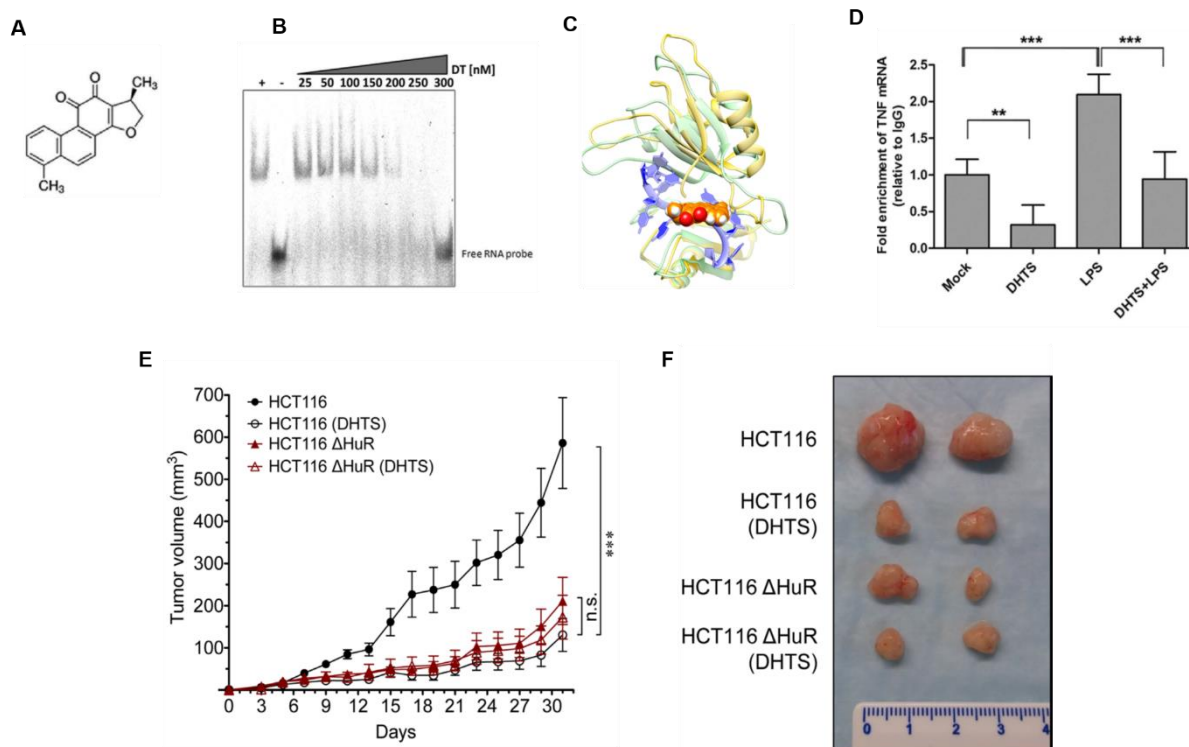 A
O
O
CH3
O
CH3
B
DT [nM]
+ - 25 50 100 150 200 250 300
Free RNA probe
C
D
***
***
**
Fold enrichment of TNF mRNA
(relative to IgG)
2.5
2.0
1.5
1.0
0.5
0.0
Mock
DHTS
LPS
DHTS+LPS
E
Tumor volume (mm3)
700
600
500
400
300
200
100
0 3 6 9 12 15 18 21 24 27 30
Days
HCT116
HCT116 (DHTS)
HCT116 ΔHuR
HCT116 ΔHuR (DHTS)
n.s.
***
F
HCT116
HCT116
(DHTS)
HCT116 ΔHuR
HCT116 ΔHuR
(DHTS)
0 1 2 3 4